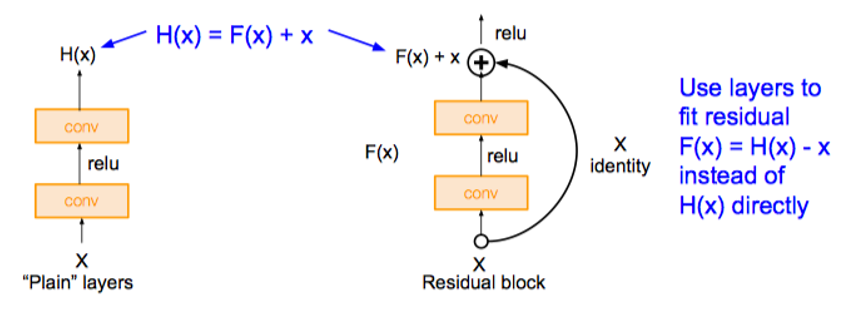 H(x) = F(x) + x
H(x)
conv
relu
conv
X
"Plain" layers
relu
F(x) + x
+
conv
F(x)
relu
conv
X
identity
X
Residual block
Use layers to
fit residual
F(x) = H(x) - x
instead of
H(x) directly